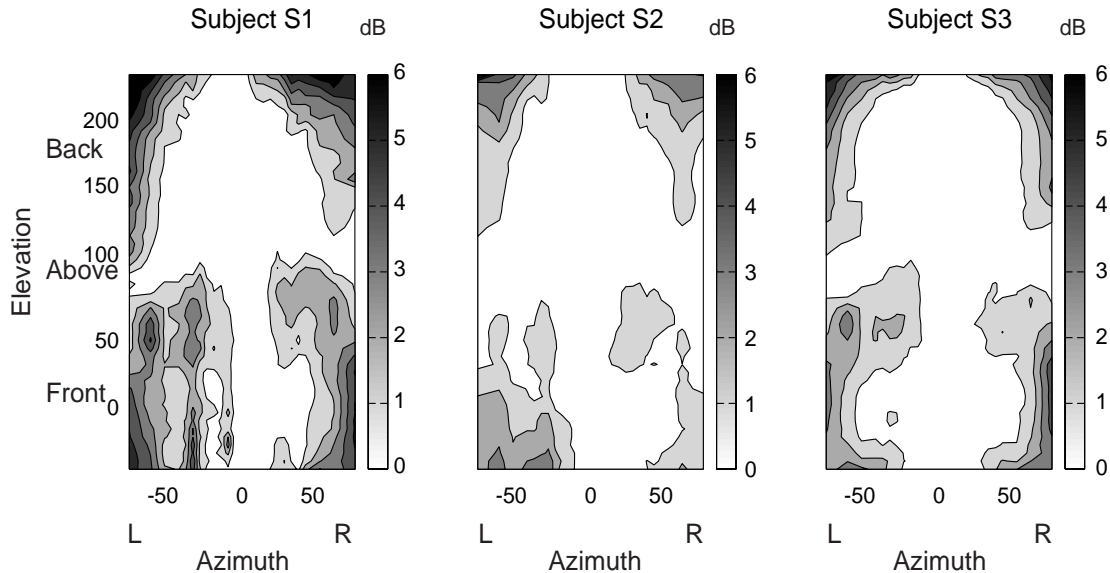 Subject S1
dB
Subject S2
dB
Subject S3
dB
6
5
4
3
2
1
0
6
5
4
3
2
1
0
6
5
4
3
2
1
0
Elevation
200
Back
150
100
Above
50
Front
0
-50 0 50
-50 0 50
-50 0 50
L R
L R
L R
Azimuth
Azimuth
Azimuth